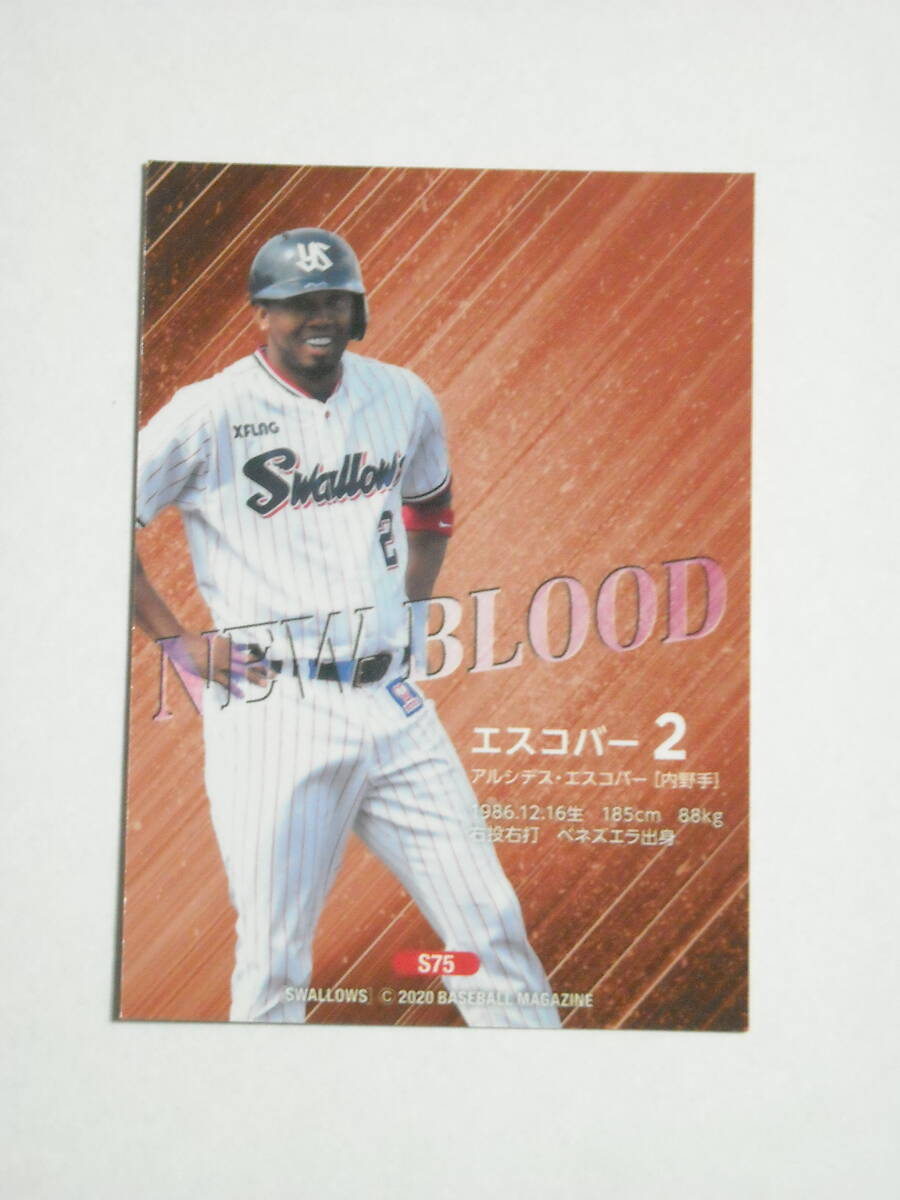 YS
XFLAG
Swallows
2
NEW BLOOD
エスコバー 2
アルシデス・エスコバー [内野手]
1986.12.16生 185cm 88kg
右投右打 ベネズエラ出身
S75
SWALLOWS] © 2020 BASEBALL MAGAZINE